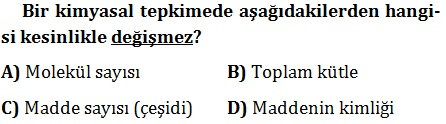 Bir kimyasal tepkimede aşağıdakilerden hangi-
si kesinlikle değişmez?
A) Molekül sayısı B) Toplam kütle
C) Madde sayısı (çeşidi) D) Maddenin kimliği